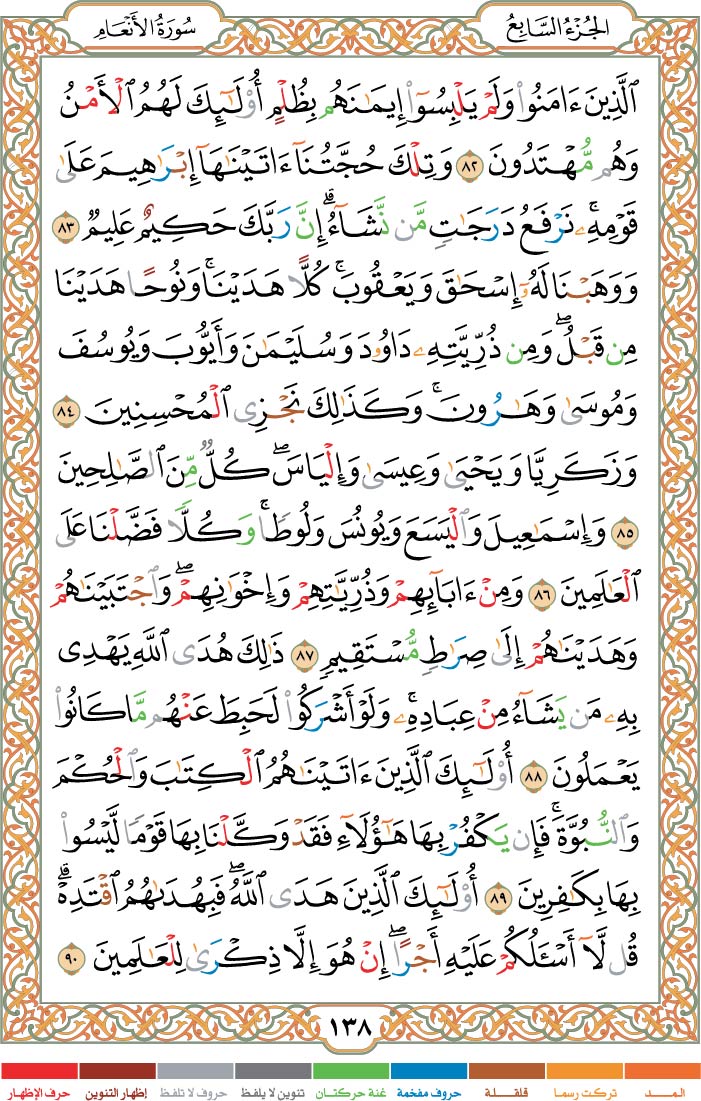 الجُزْءُ السَّابِعُ
سُورَةُ الأَنْعَامِ
الَّذِينَ ءَامَنُوا۟ وَلَمْ يَلْبِسُوٓا۟ إِيمَٰنَهُم بِظُلْمٍ أُو۟لَٰٓئِكَ لَهُمُ ٱلْأَمْنُ
وَهُم مُّهْتَدُونَ ٨٢ وَتِلْكَ حُجَّتُنَآ ءَاتَيْنَٰهَآ إِبْرَٰهِيمَ عَلَىٰ
قَوْمِهِۦۚ نَرْفَعُ دَرَجَٰتٍ مَّن نَّشَآءُۗ إِنَّ رَبَّكَ حَكِيمٌ عَلِيمٌ ٨٣
وَوَهَبْنَا لَهُۥٓ إِسْحَٰقَ وَيَعْقُوبَۚ كُلًّا هَدَيْنَاۚ وَنُوحًا هَدَيْنَا
مِن قَبْلُۖ وَمِن ذُرِّيَّتِهِۦ دَاوُۥدَ وَسُلَيْمَٰنَ وَأَيُّوبَ وَيُوسُفَ
وَمُوسَىٰ وَهَٰرُونَۚ وَكَذَٰلِكَ نَجْزِى ٱلْمُحْسِنِينَ ٨٤
وَزَكَرِيَّا وَيَحْيَىٰ وَعِيسَىٰ وَإِلْيَاسَۖ كُلٌّ مِّنَ ٱلصَّٰلِحِينَ
٨٥ وَإِسْمَٰعِيلَ وَٱلْيَسَعَ وَيُونُسَ وَلُوطًاۚ وَكُلًّا فَضَّلْنَا عَلَى
ٱلْعَٰلَمِينَ ٨٦ وَمِنْ ءَابَآئِهِمْ وَذُرِّيَّٰتِهِمْ وَإِخْوَٰنِهِمْۖ وَٱجْتَبَيْنَٰهُمْ
وَهَدَيْنَٰهُمْ إِلَىٰ صِرَٰطٍ مُّسْتَقِيمٍ ٨٧ ذَٰلِكَ هُدَى ٱللَّهِ يَهْدِى
بِهِۦ مَن يَشَآءُ مِنْ عِبَادِهِۦۚ وَلَوْ أَشْرَكُوا۟ لَحَبِطَ عَنْهُم مَّا كَانُوا۟
يَعْمَلُونَ ٨٨ أُو۟لَٰٓئِكَ ٱلَّذِينَ ءَاتَيْنَٰهُمُ ٱلْكِتَٰبَ وَٱلْحُكْمَ
وَٱلنُّبُوَّةَۚ فَإِن يَكْفُرْ بِهَا هَٰٓؤُلَآءِ فَقَدْ وَكَّلْنَا بِهَا قَوْمًا لَّيْسُوا۟
بِهَا بِكَٰفِرِينَ ٨٩ أُو۟لَٰٓئِكَ ٱلَّذِينَ هَدَى ٱللَّهُۖ فَبِهُدَىٰهُمُ ٱقْتَدِهْۗ
قُل لَّآ أَسْـَٔلُكُمْ عَلَيْهِ أَجْرًاۖ إِنْ هُوَ إِلَّا ذِكْرَىٰ لِلْعَٰلَمِينَ ٩٠
١٣٨
المـــد تركت رسما قلقـلة حروف مفخمة غنة حركتان تنوين لا يلفظ حروف لا تلفظ إظهار التنوين حرف الإظهار